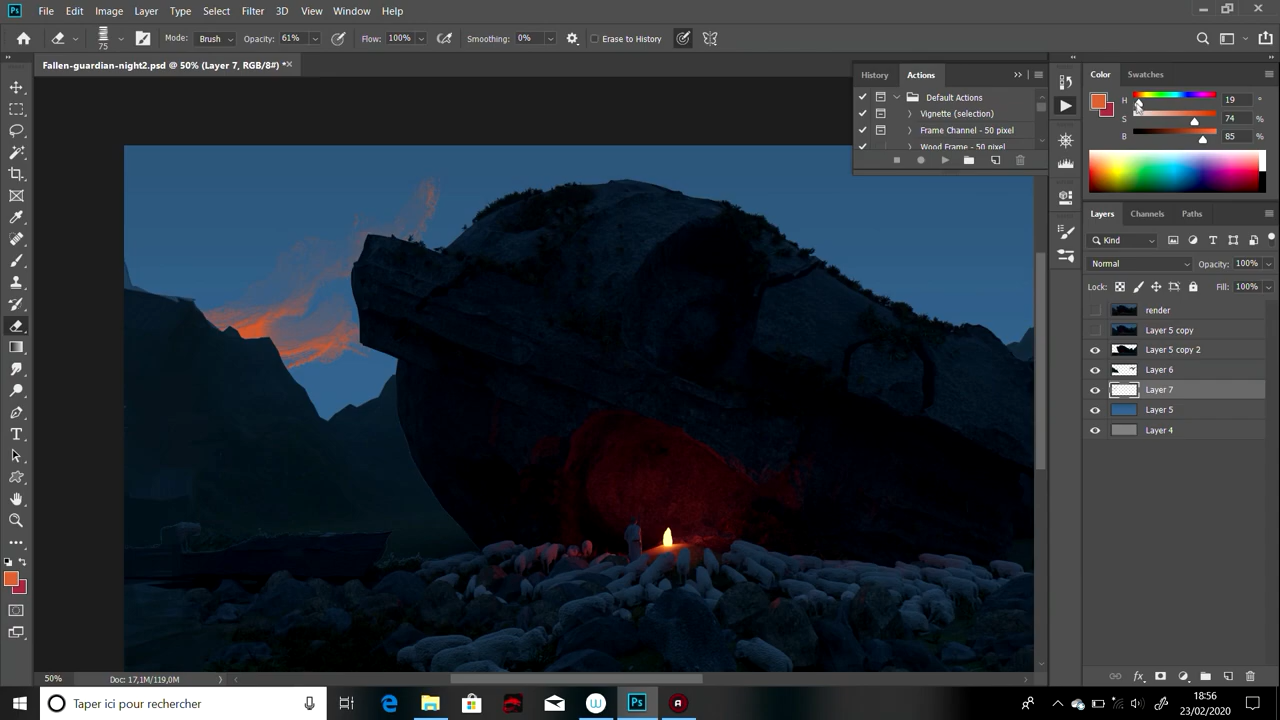 Ps File Edit Image Layer Type Select Filter 3D View Window Help
75 Mode: Brush Opacity: 61% Flow: 100% Smoothing: 0% Erase to History
Fallen-guardian-night2.psd @ 50% (Layer 7, RGB/8#) *
History Actions
Default Actions
Vignette (selection)
Frame Channel - 50 pixel
Wood Frame - 50 pixel
Color Swatches
H 19 °
S 74 %
B 85 %
Layers Channels Paths
Kind
Normal Opacity: 100%
Lock: Fill: 100%
render
Layer 5 copy
Layer 5 copy 2
Layer 6
Layer 7
Layer 5
Layer 4
50% Doc: 17,1M/119,0M
Taper ici pour rechercher
18:56
23/02/2020